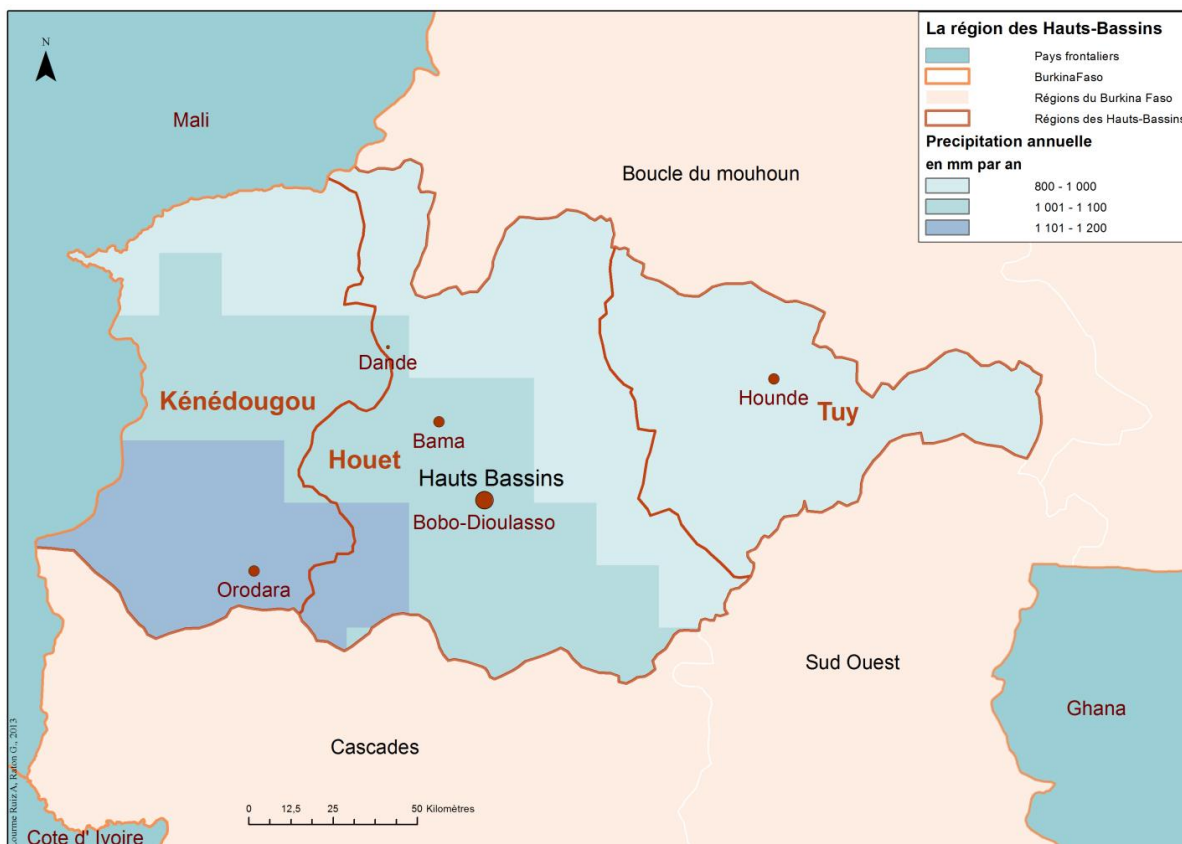 La région des Hauts-Bassins
Pays frontaliers
BurkinaFaso
Régions du Burkina Faso
Régions des Hauts-Bassins
Precipitation annuelle
en mm par an
800 - 1 000
1 001 - 1 100
1 101 - 1 200
N
Mali
Boucle du mouhoun
Dande
Kénédougou
Hounde
Tuy
Bama
Houet
Hauts Bassins
Bobo-Dioulasso
Orodara
Sud Ouest
Ghana
Cascades
0 12,5 25 50 Kilomètres
Cote d' Ivoire
Ruiz A, Raton G., 2013